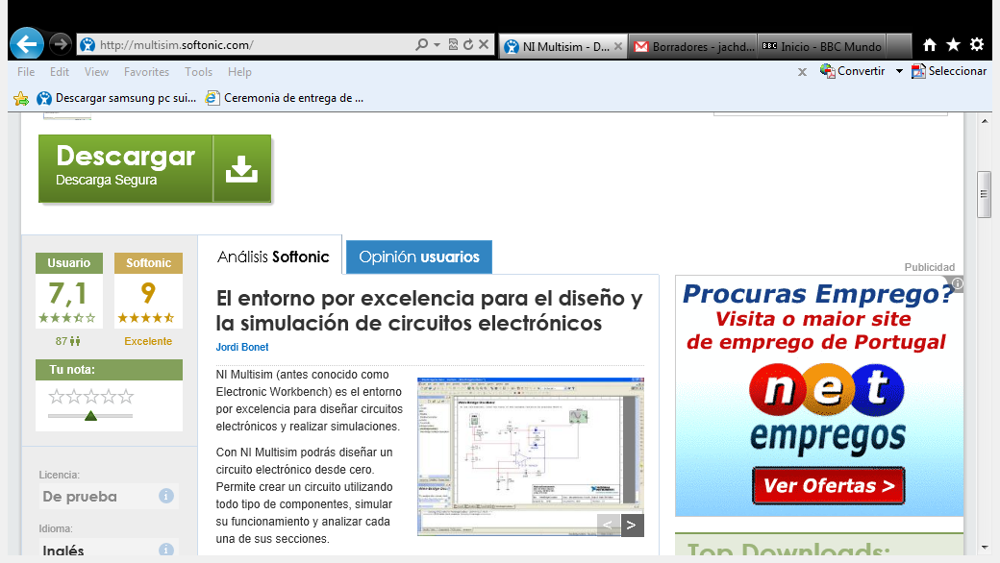 http://multisim.softonic.com/
NI Multisim - D...
Borradores - jachd...
BBC Inicio - BBC Mundo
File Edit View Favorites Tools Help
x Convertir Seleccionar
Descargar samsung pc sui...
Ceremonia de entrega de ...
Descargar
Descarga Segura
Usuario
7,1
87
Softonic
9
Excelente
Tu nota:
Licencia:
De prueba
Idioma:
Inglés
Análisis Softonic
Opinión usuarios
El entorno por excelencia para el diseño y
la simulación de circuitos electrónicos
Jordi Bonet
NI Multisim (antes conocido como
Electronic Workbench) es el entorno
por excelencia para diseñar circuitos
electrónicos y realizar simulaciones.
Con NI Multisim podrás diseñar un
circuito electrónico desde cero.
Permite crear un circuito utilizando
todo tipo de componentes, simular
su funcionamiento y analizar cada
una de sus secciones.
< >
Publicidad
Procuras Emprego?
Visita o maior site
de emprego de Portugal
net
empregos
Ver Ofertas >
Top Downloads: